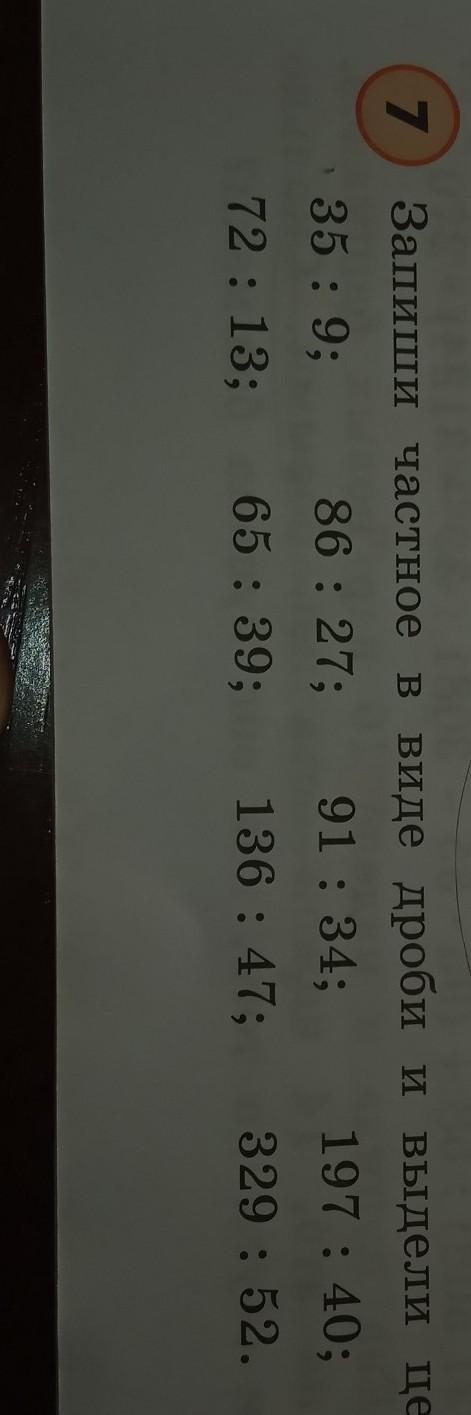 7 Запиши частное в виде дроби и выдели це
35 : 9; 86 : 27; 91 : 34; 197 : 40;
72 : 13; 65 : 39; 136 : 47; 329 : 52.